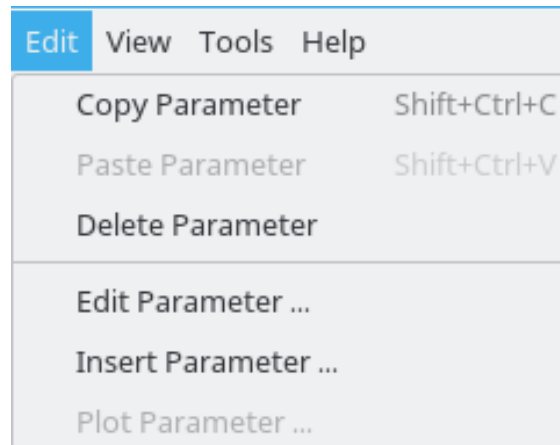 Edit View Tools Help
Copy Parameter Shift+Ctrl+C
Paste Parameter Shift+Ctrl+V
Delete Parameter
Edit Parameter ...
Insert Parameter ...
Plot Parameter ...